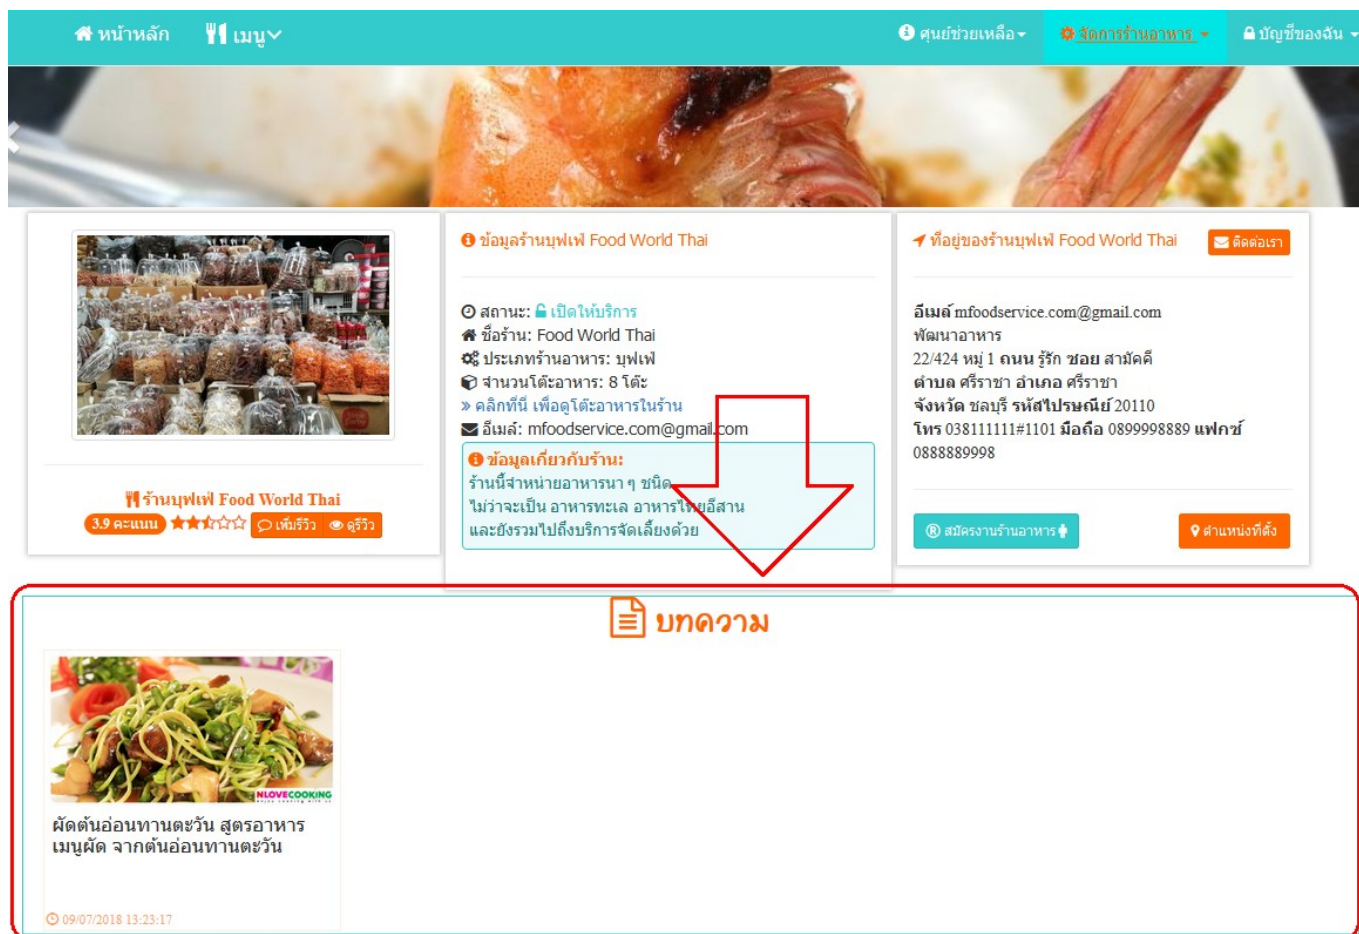 หน้าหลัก
เมนู
ศูนย์ช่วยเหลือ
จัดการร้านอาหาร
บัญชีของฉัน
ร้านบุฟเฟ่ Food World Thai
3.9 คะแนน
เพิ่มรีวิว
ดูรีวิว
ข้อมูลร้านบุฟเฟ่ Food World Thai
สถานะ: เปิดให้บริการ
ชื่อร้าน: Food World Thai
ประเภทร้านอาหาร: บุฟเฟ่
จำนวนโต๊ะอาหาร: 8 โต๊ะ
» คลิกที่นี่ เพื่อดูโต๊ะอาหารในร้าน
อีเมล์: mfoodservice.com@gmail.com
ข้อมูลเกี่ยวกับร้าน:
ร้านนี้จำหน่ายอาหารนา ๆ ชนิด
ไม่ว่าจะเป็น อาหารทะเล อาหารไทยอีสาน
และยังรวมไปถึงบริการจัดเลี้ยงด้วย
ที่อยู่ของร้านบุฟเฟ่ Food World Thai
ติดต่อเรา
อีเมล์ mfoodservice.com@gmail.com
พัฒนาอาหาร
22/424 หมู่ 1 ถนน รู้รัก ซอย สามัคคี
ตำบล ศรีราชา อำเภอ ศรีราชา
จังหวัด ชลบุรี รหัสไปรษณีย์ 20110
โทร 038111111#1101 มือถือ 0899998889 แฟกซ์
0888889998
® สมัครงานร้านอาหาร
ตำแหน่งที่ตั้ง
บทความ
NLOVECOOKING
enjoy cooking with us
ผัดต้นอ่อนทานตะวัน สูตรอาหาร
เมนูผัด จากต้นอ่อนทานตะวัน
09/07/2018 13:23:17